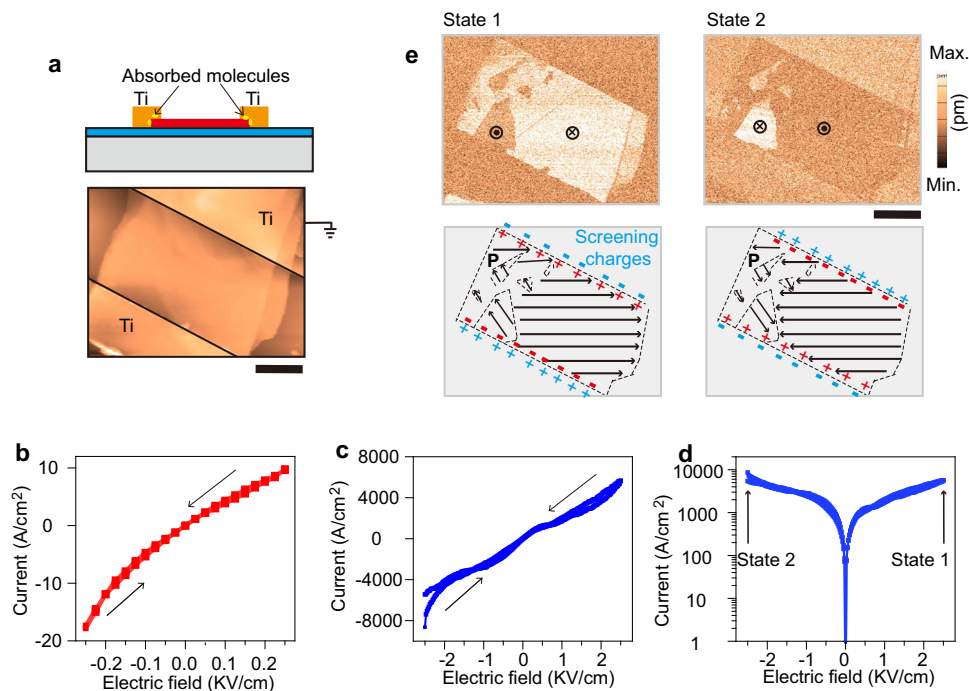 a
Absorbed molecules
Ti
Ti
Ti
Ti
e
State 1
State 2
Max.
(pm)
Min.
P
Screening
charges
P
b
Current (A/cm²)
10
0
-10
-20
-0.2
-0.1
0.0
0.1
0.2
Electric field (KV/cm)
c
Current (A/cm²)
8000
4000
0
-4000
-8000
-2
-1
0
1
2
Electric field (KV/cm)
d
Current (A/cm²)
10000
1000
100
10
1
State 2
State 1
-2
-1
0
1
2
Electric field (KV/cm)